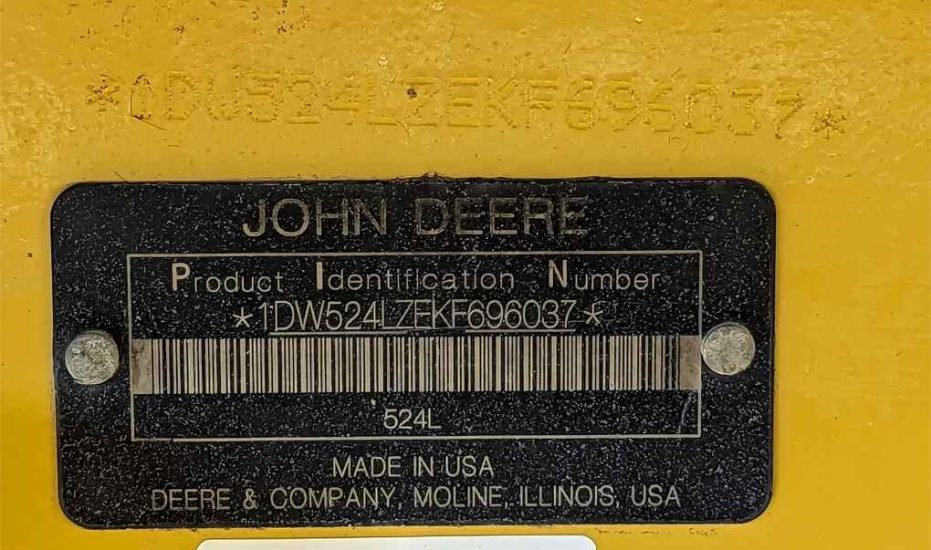 *1DW524LZEKF696037*
JOHN DEERE
Product Identification Number
*1DW524LZEKF696037*
524L
MADE IN USA
DEERE & COMPANY, MOLINE, ILLINOIS, USA